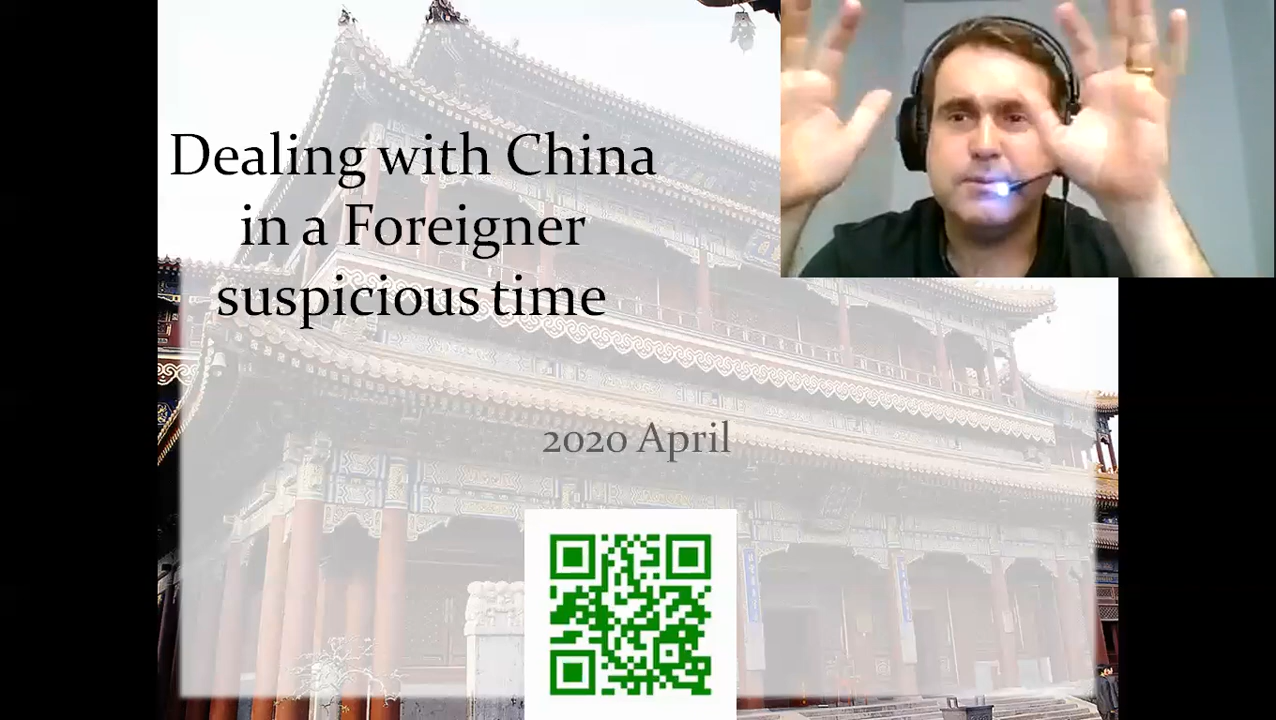 Dealing with China
in a Foreigner
suspicious time
2020 April